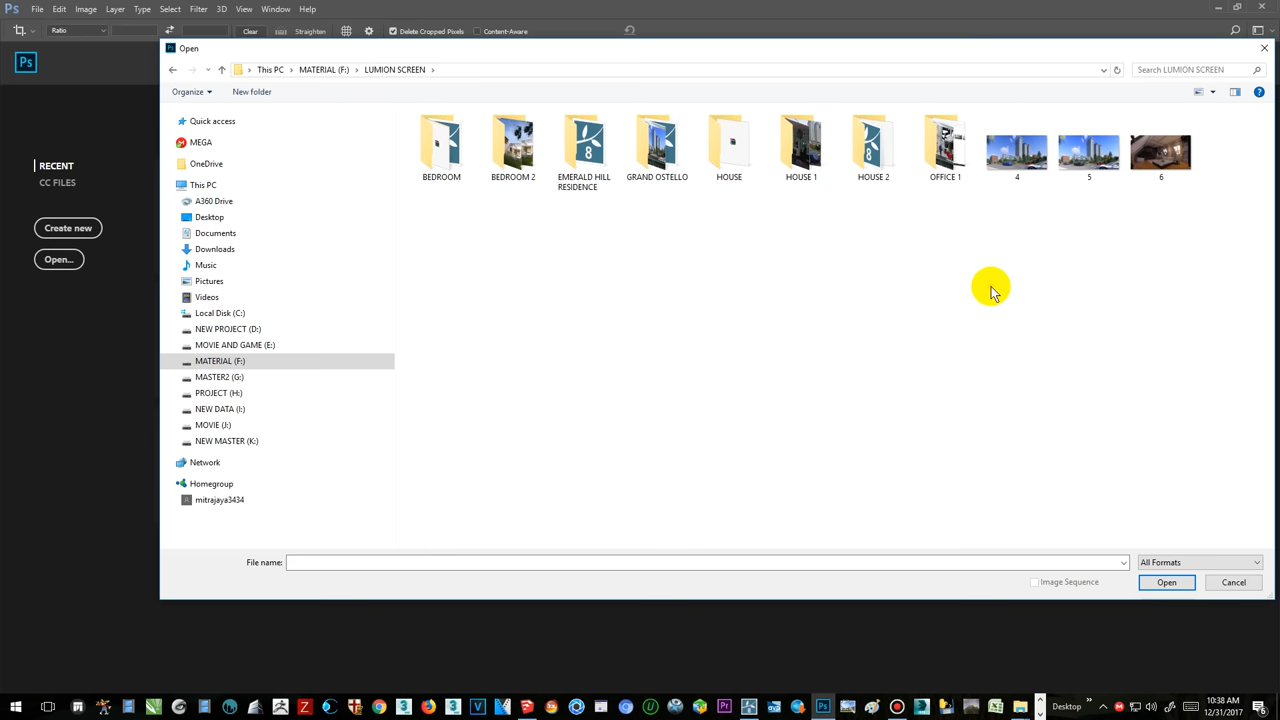 Ps File Edit Image Layer Type Select Filter 3D View Window Help
Ratio Clear Straighten Delete Cropped Pixels Content-Aware
Ps
Open
This PC MATERIAL (F:) LUMION SCREEN Search LUMION SCREEN
Organize New folder
RECENT
CC FILES
Create new
Open...
Quick access
MEGA
OneDrive
This PC
A360 Drive
Desktop
Documents
Downloads
Music
Pictures
Videos
Local Disk (C:)
NEW PROJECT (D:)
MOVIE AND GAME (E:)
MATERIAL (F:)
MASTER2 (G:)
PROJECT (H:)
NEW DATA (I:)
MOVIE (J:)
NEW MASTER (K:)
Network
Homegroup
mitrajaya3434
BEDROOM BEDROOM 2 EMERALD HILL RESIDENCE GRAND OSTELLO HOUSE HOUSE 1 HOUSE 2 OFFICE 1 4 5 6
File name: All Formats
Image Sequence Open Cancel
Desktop 10:38 AM
12/31/2017